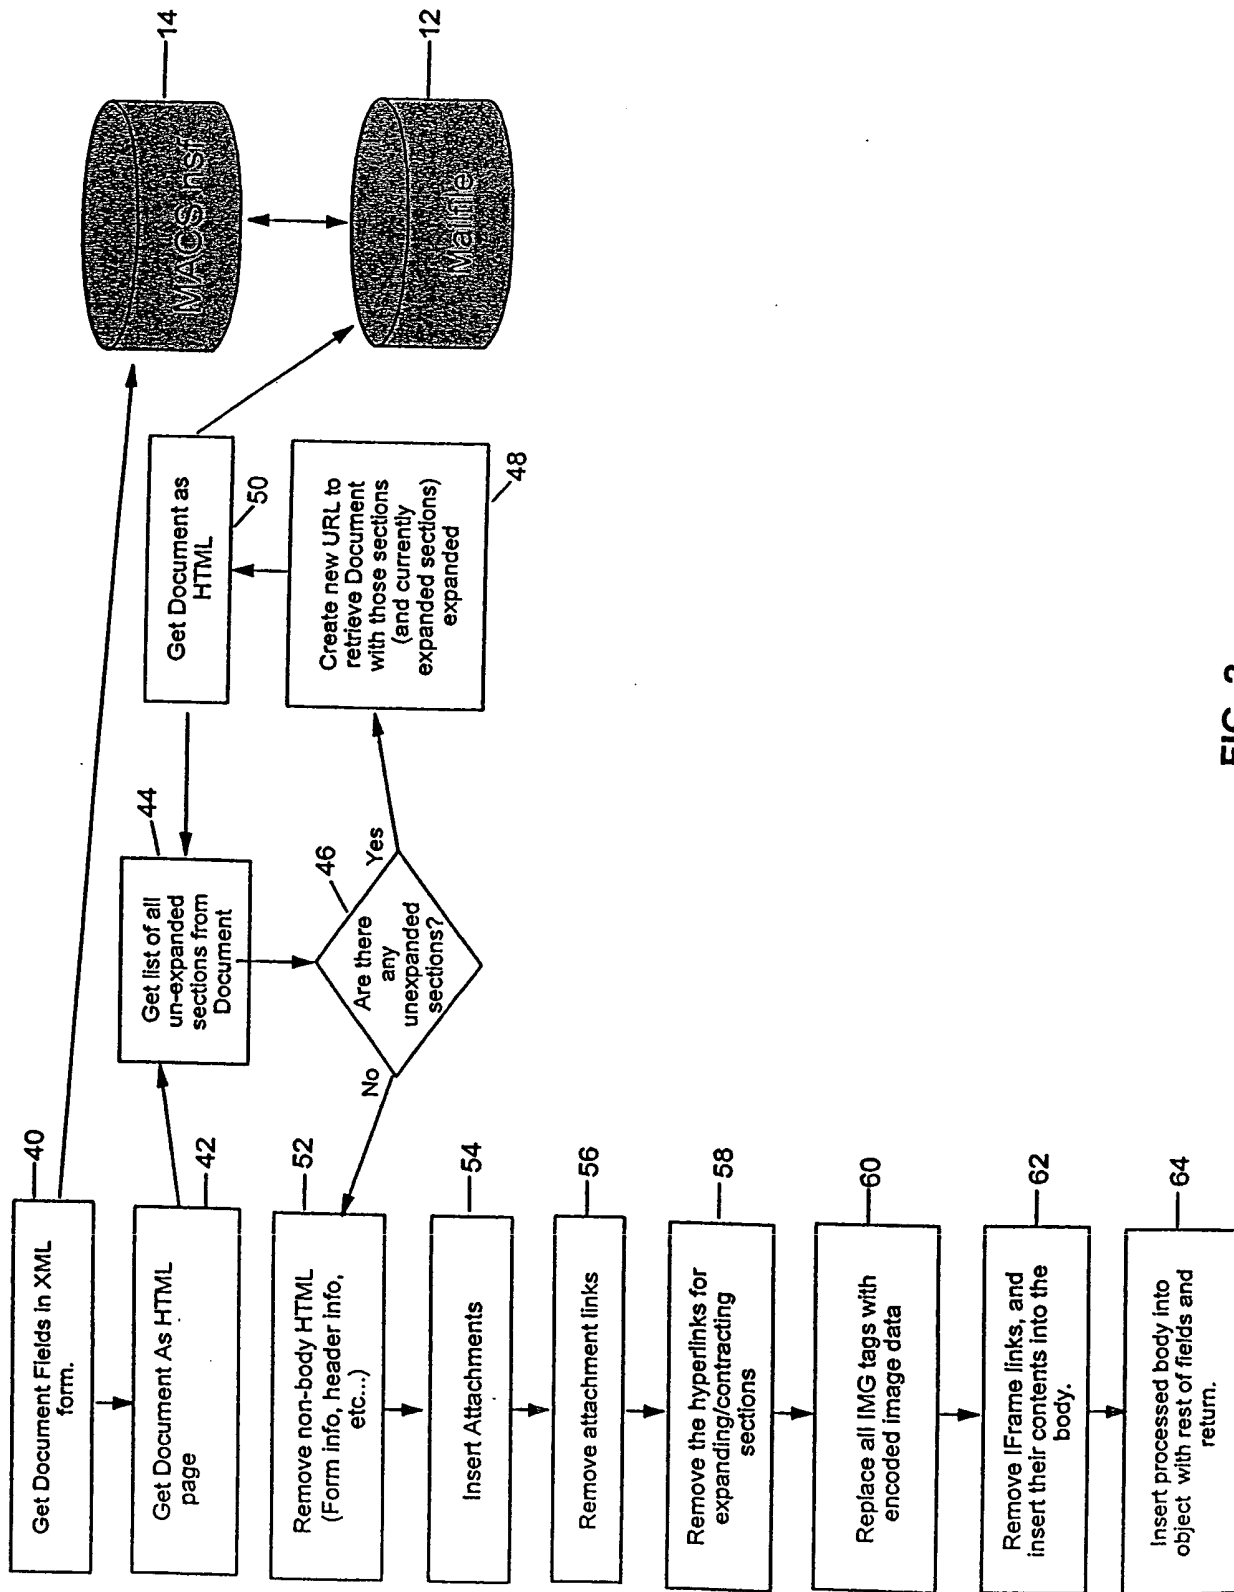 Get Document Fields in XML
form.
40
Get Document As HTML
page
42
Get list of all
un-expanded
sections from
Document
44
Are there
any
unexpanded
sections?
46
Yes
No
Create new URL to
retrieve Document
with those sections
(and currently
expanded sections)
expanded
48
Get Document as
HTML
50
MACS.nsf
14
Mailfile
12
Remove non-body HTML
(Form info, header info,
etc...)
52
Insert Attachments
54
Remove attachment links
56
Remove the hyperlinks for
expanding/contracting
sections
58
Replace all IMG tags with
encoded image data
60
Remove IFrame links, and
insert their contents into the
body.
62
Insert processed body into
object with rest of fields and
return.
64
FIG.